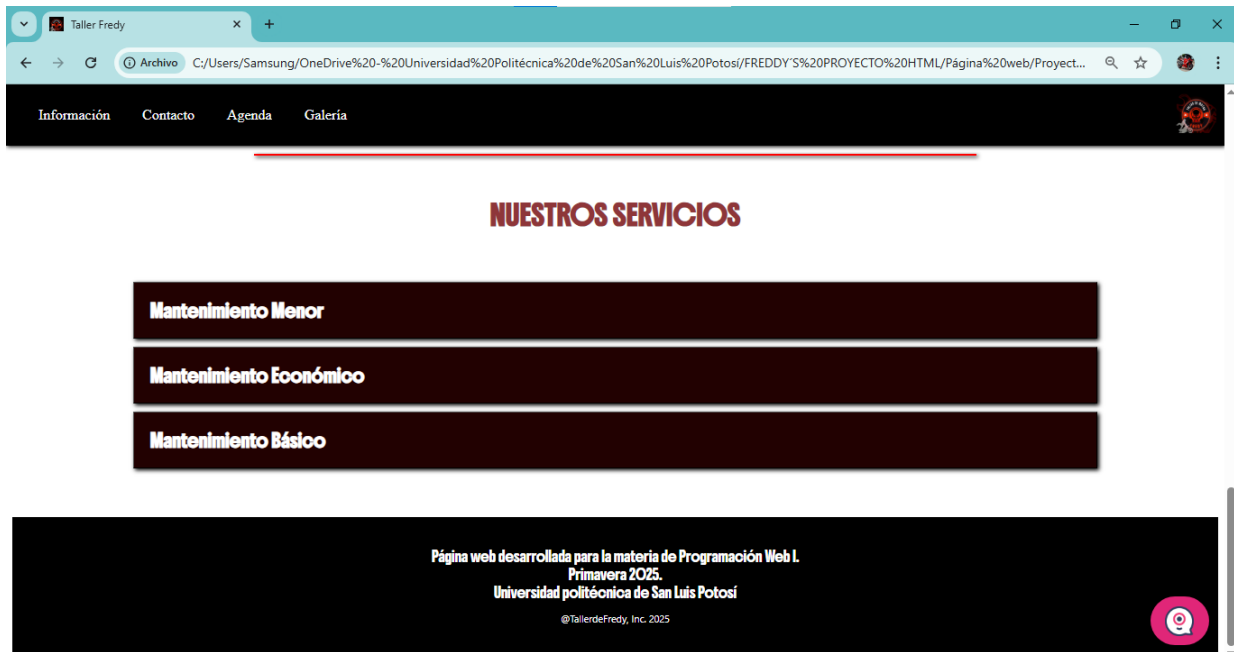 Taller Fredy
Archivo C:/Users/Samsung/OneDrive%20-%20Universidad%20Politécnica%20de%20San%20Luis%20Potosí/FREDDY´S%20PROYECTO%20HTML/Página%20web/Proyect...
Información Contacto Agenda Galería
NUESTROS SERVICIOS
Mantenimiento Menor
Mantenimiento Económico
Mantenimiento Básico
Página web desarrollada para la materia de Programación Web I.
Primavera 2025.
Universidad politécnica de San Luis Potosí
@TallerdeFredy, Inc. 2025